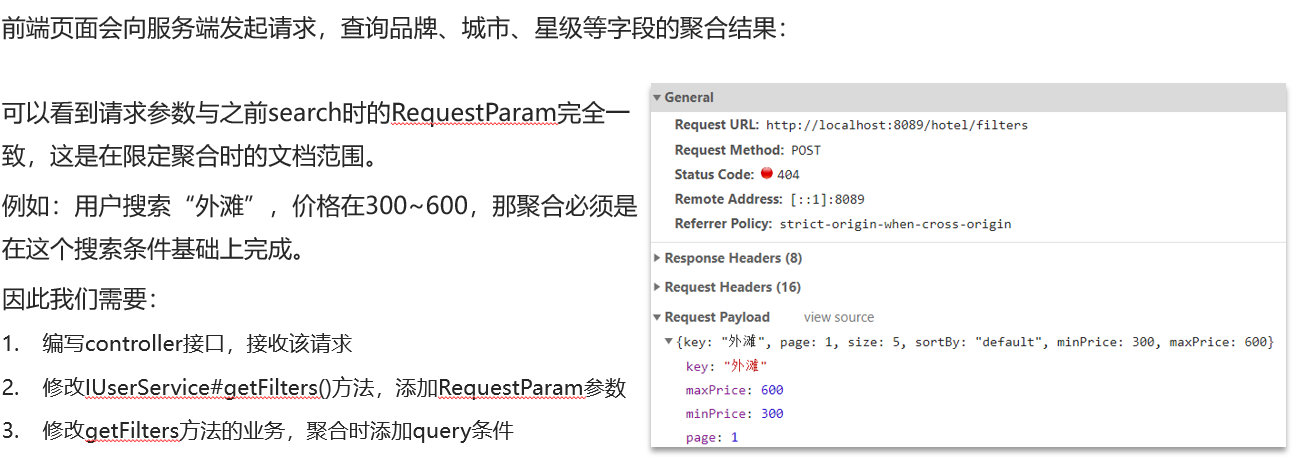 前端页面会向服务端发起请求，查询品牌、城市、星级等字段的聚合结果：
可以看到请求参数与之前search时的RequestParam完全一
致，这是在限定聚合时的文档范围。
例如：用户搜索“外滩”，价格在300~600，那聚合必须是
在这个搜索条件基础上完成。
因此我们需要：
1. 编写controller接口，接收该请求
2. 修改IUserService#getFilters()方法，添加RequestParam参数
3. 修改getFilters方法的业务，聚合时添加query条件
General
Request URL: http://localhost:8089/hotel/filters
Request Method: POST
Status Code: 404
Remote Address: [::1]:8089
Referrer Policy: strict-origin-when-cross-origin
Response Headers (8)
Request Headers (16)
Request Payload view source
{key: "外滩", page: 1, size: 5, sortBy: "default", minPrice: 300, maxPrice: 600}
key: "外滩"
maxPrice: 600
minPrice: 300
page: 1